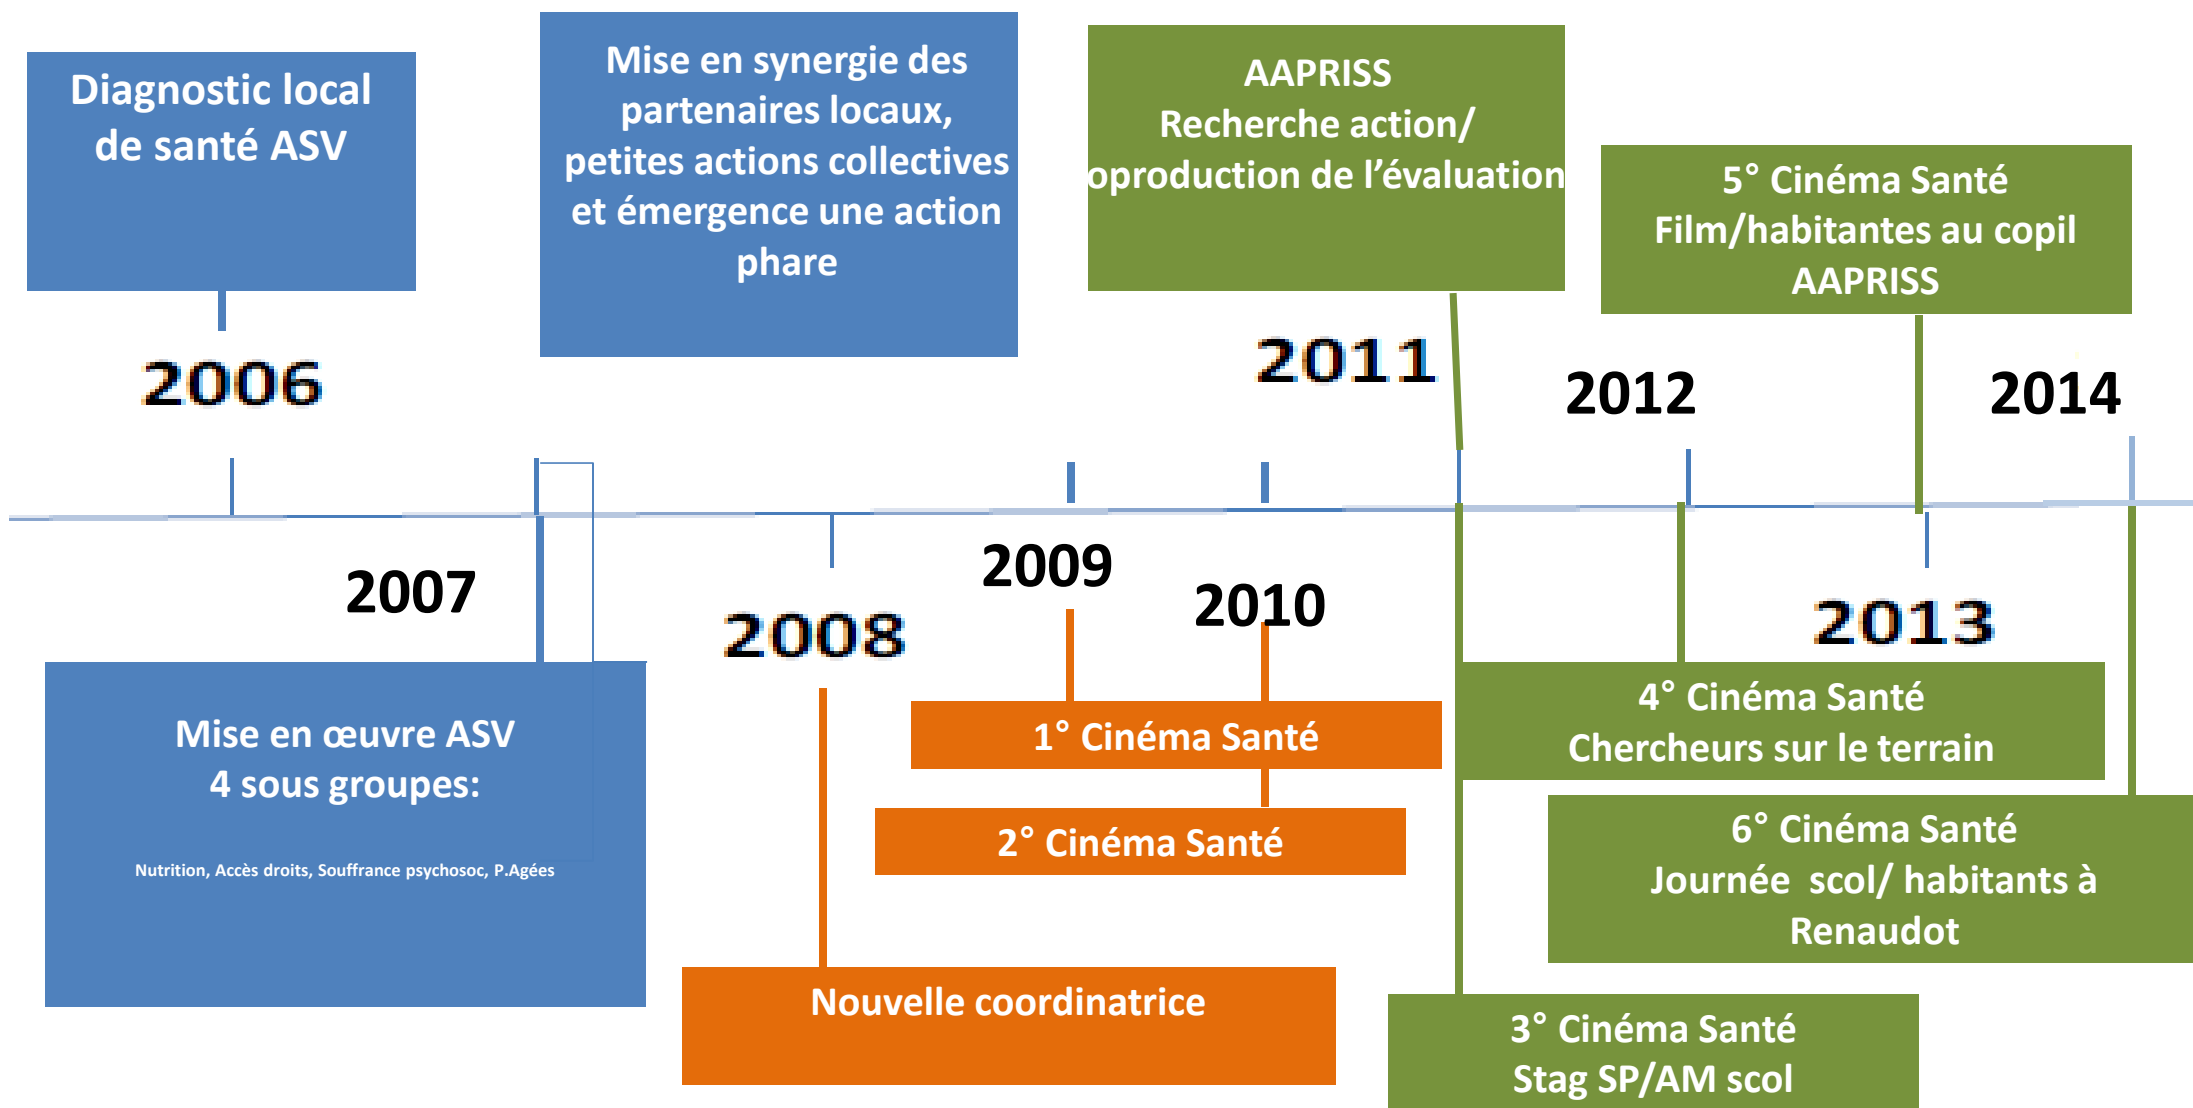 Diagnostic local
de santé ASV
Mise en synergie des
partenaires locaux,
petites actions collectives
et émergence une action
phare
AAPRISS
Recherche action/
oproduction de l’évaluation
5° Cinéma Santé
Film/habitantes au copil
AAPRISS
2006
2011
2012
2014
2007
2008
2009
2010
2013
Mise en œuvre ASV
4 sous groupes:
Nutrition, Accès droits, Souffrance psychosoc, P.Agées
1° Cinéma Santé
2° Cinéma Santé
Nouvelle coordinatrice
4° Cinéma Santé
Chercheurs sur le terrain
6° Cinéma Santé
Journée scol/ habitants à
Renaudot
3° Cinéma Santé
Stag SP/AM scol